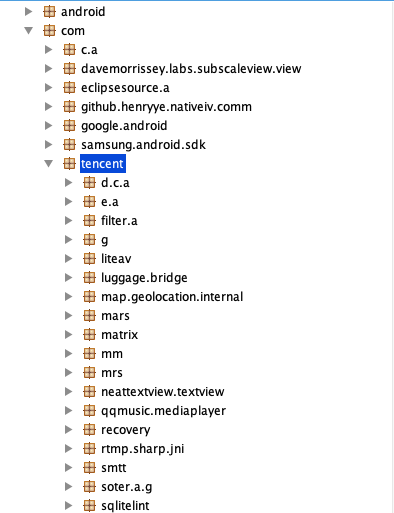 android
com
c.a
davemorrissey.labs.subscaleview.view
eclipsesource.a
github.henryye.nativeiv.comm
google.android
samsung.android.sdk
tencent
d.c.a
e.a
filter.a
g
liteav
luggage.bridge
map.geolocation.internal
mars
matrix
mm
mrs
neattextview.textview
qqmusic.mediaplayer
recovery
rtmp.sharp.jni
smtt
soter.a.g
sqlitelint